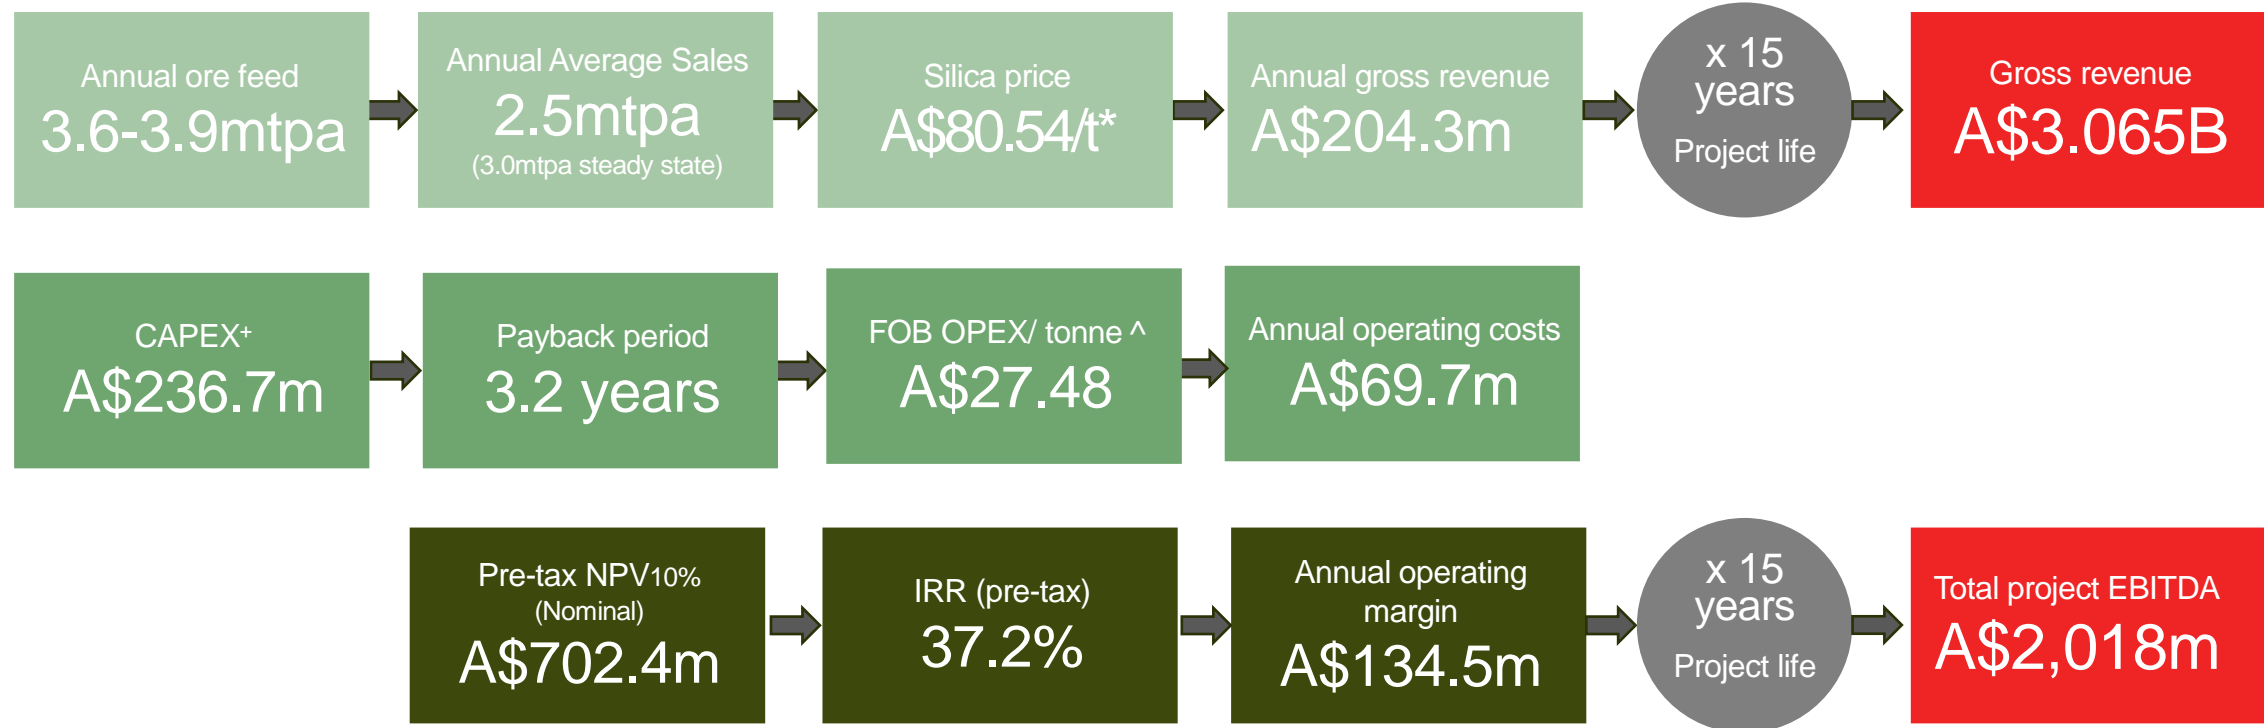 Annual ore feed
3.6-3.9mtpa
Annual Average Sales
2.5mtpa
(3.0mtpa steady state)
Silica price
A$80.54/t*
Annual gross revenue
A$204.3m
x 15
years
Project life
Gross revenue
A$3.065B
CAPEX+
A$236.7m
Payback period
3.2 years
FOB OPEX/ tonne ^
A$27.48
Annual operating costs
A$69.7m
Pre-tax NPV10%
(Nominal)
A$702.4m
IRR (pre-tax)
37.2%
Annual operating
margin
A$134.5m
x 15
years
Project life
Total project EBITDA
A$2,018m